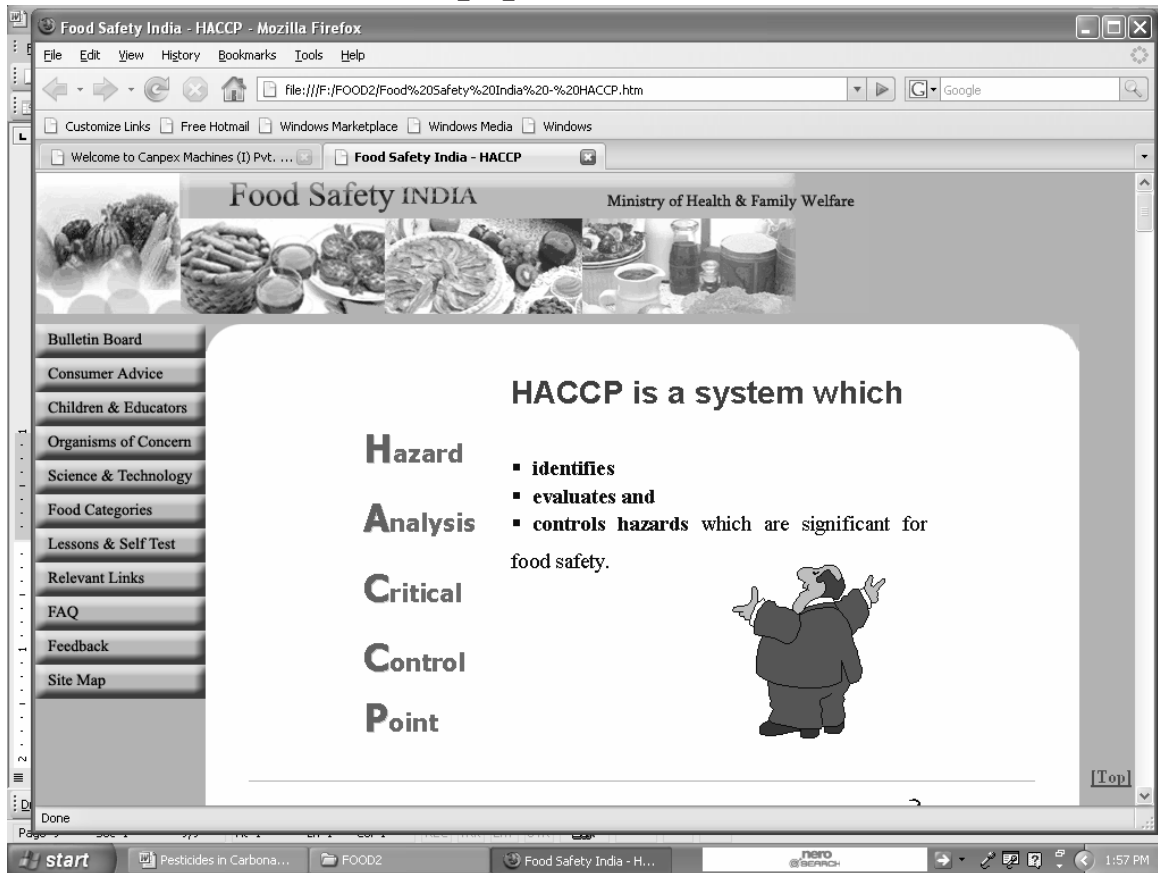 Food Safety India - HACCP - Mozilla Firefox
File Edit View History Bookmarks Tools Help
file:///F:/FOOD2/Food%20Safety%20India%20-%20HACCP.htm
G Google
Customize Links Free Hotmail Windows Marketplace Windows Media Windows
Welcome to Canpex Machines (I) Pvt. ... Food Safety India - HACCP
Food Safety INDIA
Ministry of Health & Family Welfare
Bulletin Board
Consumer Advice
Children & Educators
Organisms of Concern
Science & Technology
Food Categories
Lessons & Self Test
Relevant Links
FAQ
Feedback
Site Map
Hazard
Analysis
Critical
Control
Point
HACCP is a system which
▪ identifies
▪ evaluates and
▪ controls hazards which are significant for
food safety.
[Top]
Done
start Pesticides in Carbona... FOOD2 Food Safety India - H... nero SEARCH 1:57 PM